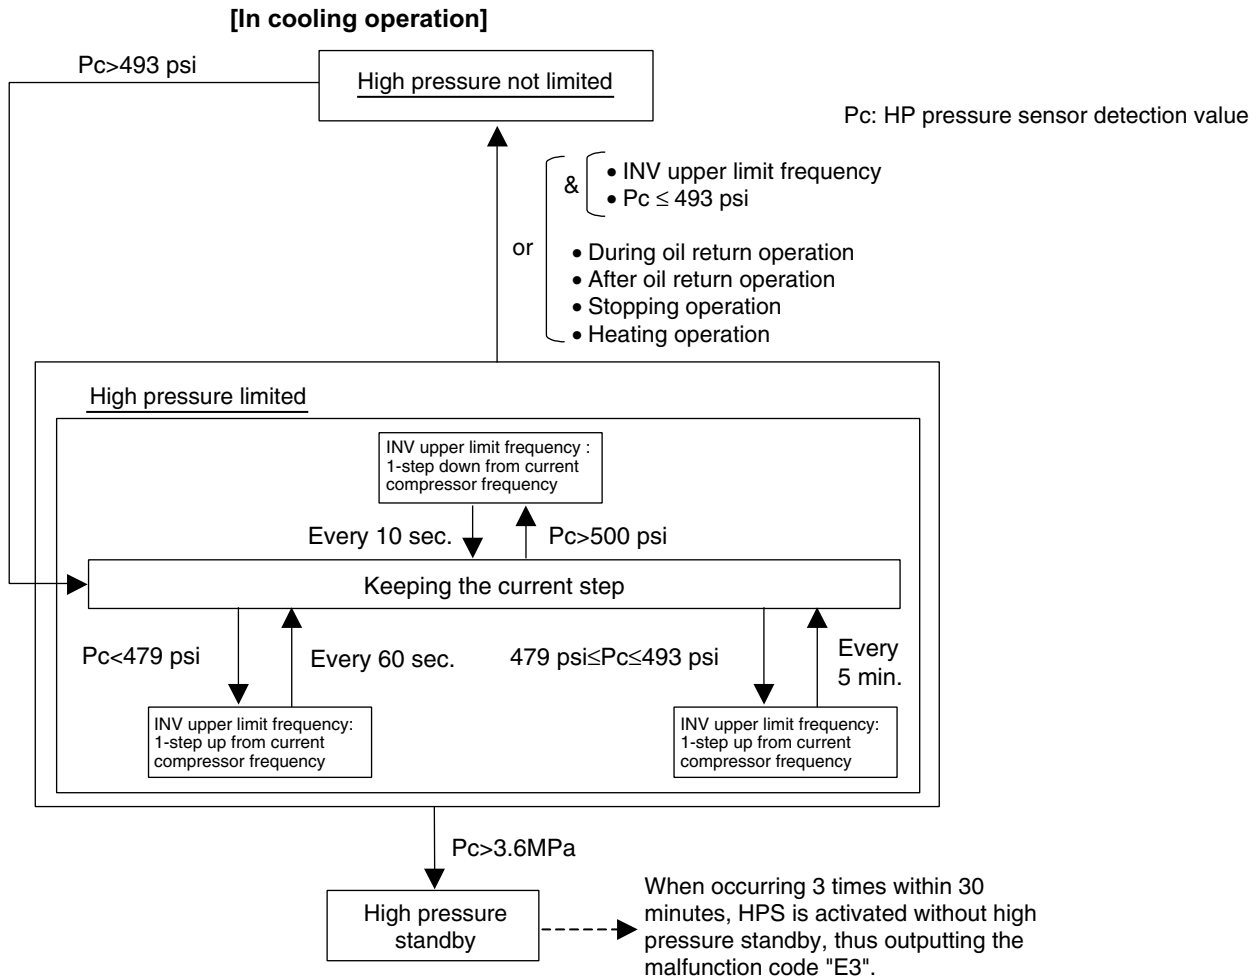 [In cooling operation]
Pc>493 psi
High pressure not limited
Pc: HP pressure sensor detection value
&
• INV upper limit frequency
• Pc ≤ 493 psi
or
• During oil return operation
• After oil return operation
• Stopping operation
• Heating operation
High pressure limited
INV upper limit frequency :
1-step down from current
compressor frequency
Every 10 sec.
Pc>500 psi
Keeping the current step
Pc<479 psi
Every 60 sec.
479 psi≤Pc≤493 psi
Every
5 min.
INV upper limit frequency:
1-step up from current
compressor frequency
INV upper limit frequency:
1-step up from current
compressor frequency
Pc>3.6MPa
High pressure
standby
When occurring 3 times within 30
minutes, HPS is activated without high
pressure standby, thus outputting the
malfunction code "E3".